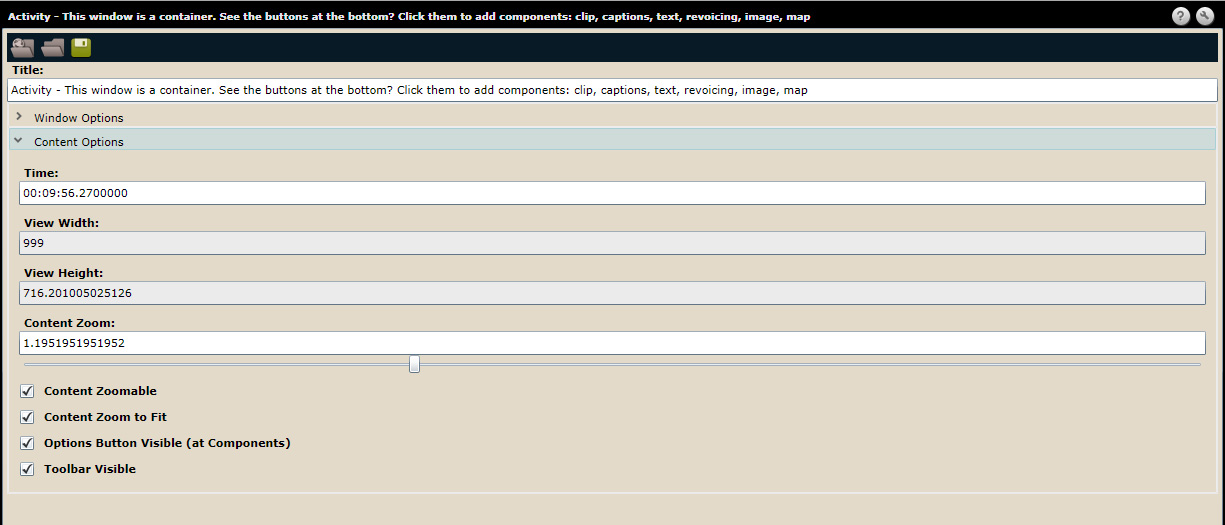 Activity - This window is a container. See the buttons at the bottom? Click them to add components: clip, captions, text, revoicing, image, map
?
Title:
Activity - This window is a container. See the buttons at the bottom? Click them to add components: clip, captions, text, revoicing, image, map
Window Options
Content Options
Time:
00:09:56.2700000
View Width:
999
View Height:
716.201005025126
Content Zoom:
1.1951951951952
Content Zoomable
Content Zoom to Fit
Options Button Visible (at Components)
Toolbar Visible